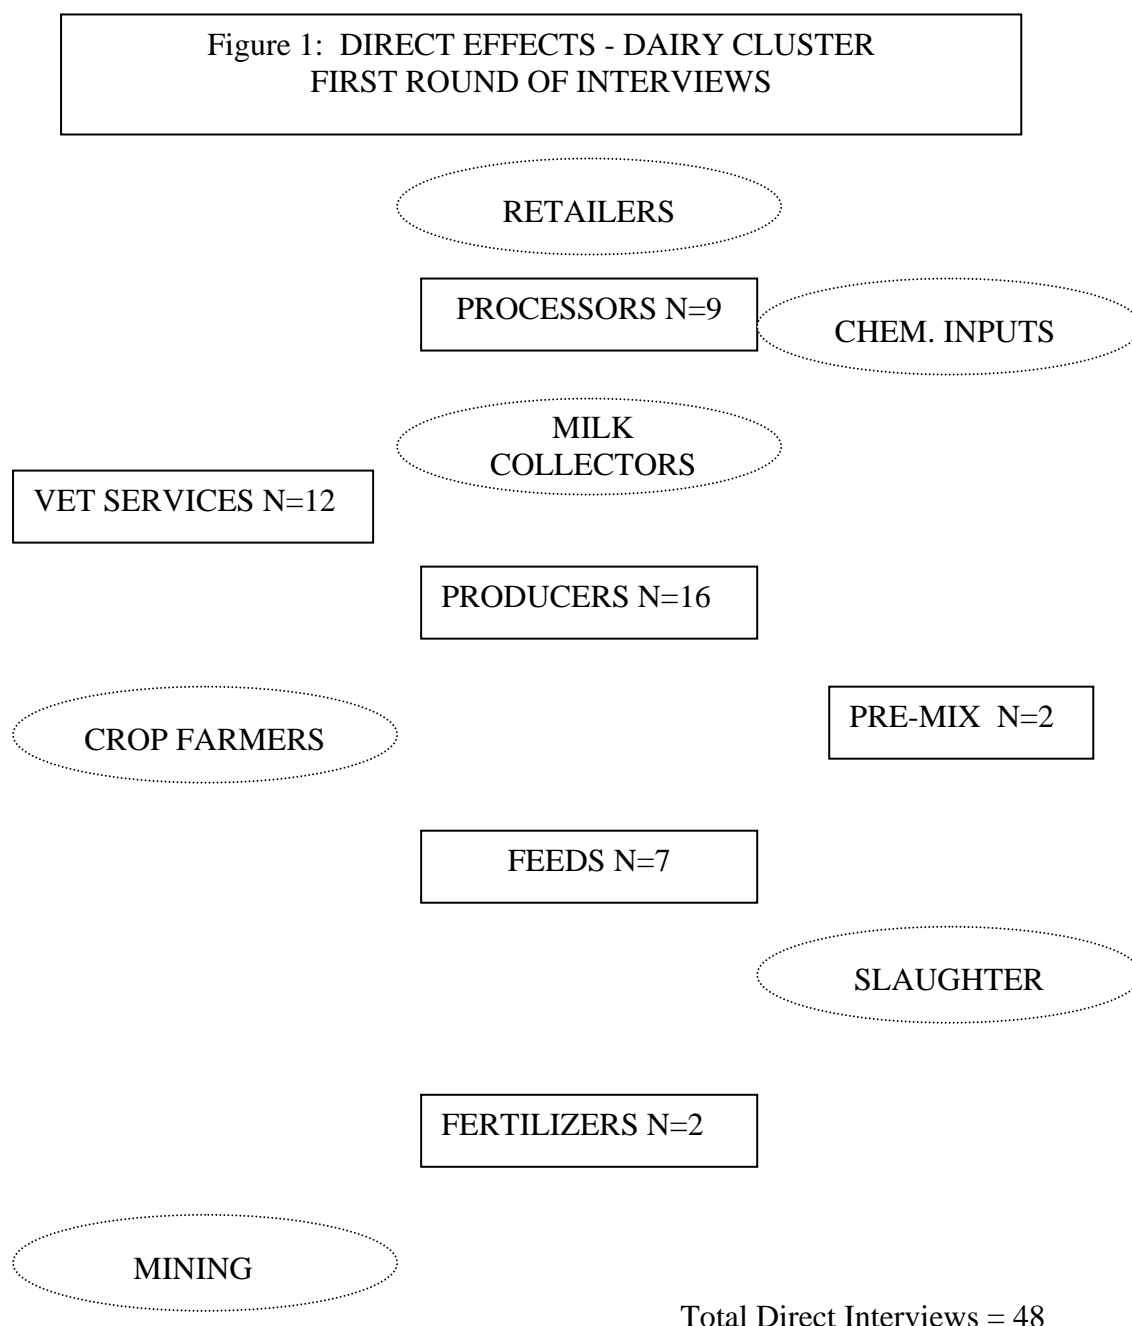 Figure 1: DIRECT EFFECTS - DAIRY CLUSTER
FIRST ROUND OF INTERVIEWS
RETAILERS
PROCESSORS N=9
CHEM. INPUTS
MILK
COLLECTORS
VET SERVICES N=12
PRODUCERS N=16
CROP FARMERS
PRE-MIX N=2
FEEDS N=7
SLAUGHTER
FERTILIZERS N=2
MINING
Total Direct Interviews = 48